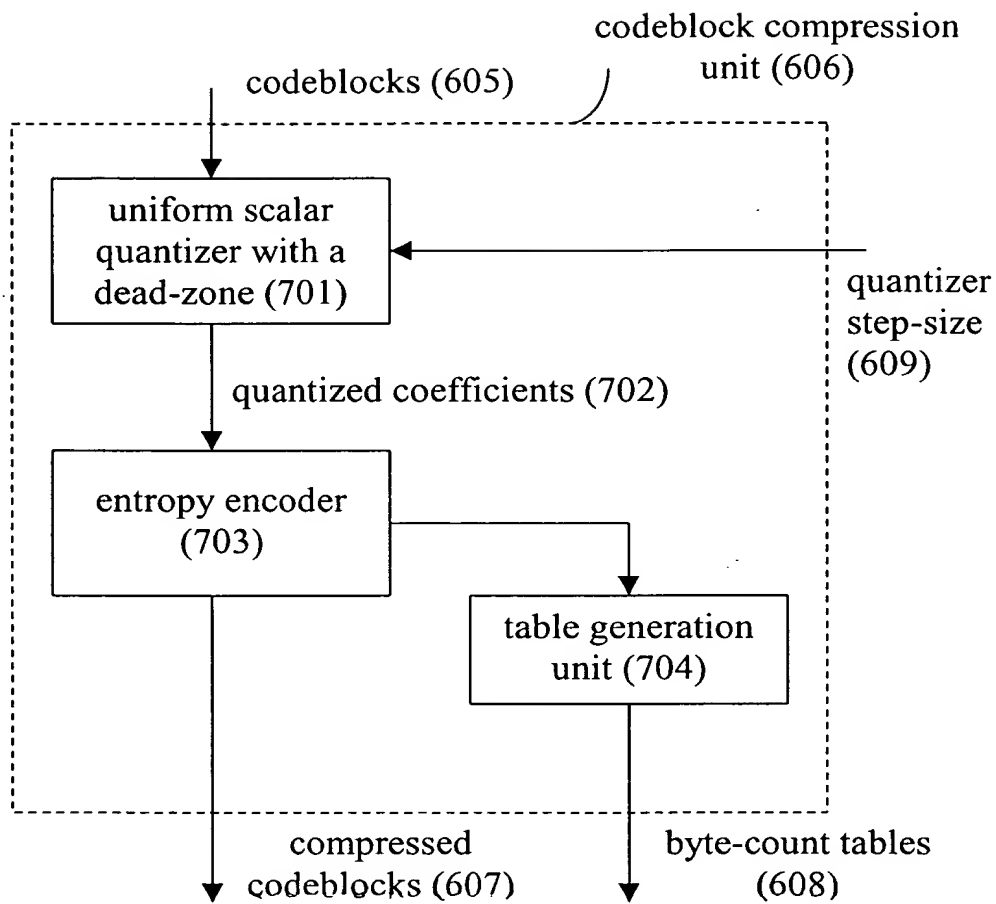 codeblock compression
unit (606)
codeblocks (605)
uniform scalar
quantizer with a
dead-zone (701)
quantizer
step-size
(609)
quantized coefficients (702)
entropy encoder
(703)
table generation
unit (704)
compressed
codeblocks (607)
byte-count tables
(608)